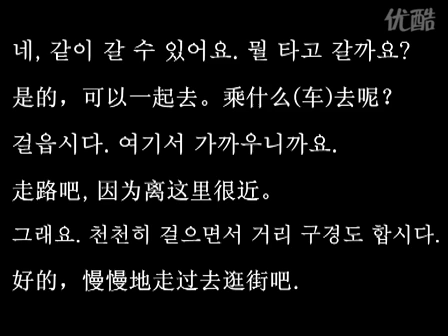 优酷
네, 같이 갈 수 있어요. 뭘 타고 갈까요?
是的，可以一起去。乘什么(车)去呢？
걸읍시다. 여기서 가까우니까요.
走路吧, 因为离这里很近。
그래요. 천천히 걸으면서 거리 구경도 합시다.
好的，慢慢地走过去逛街吧.